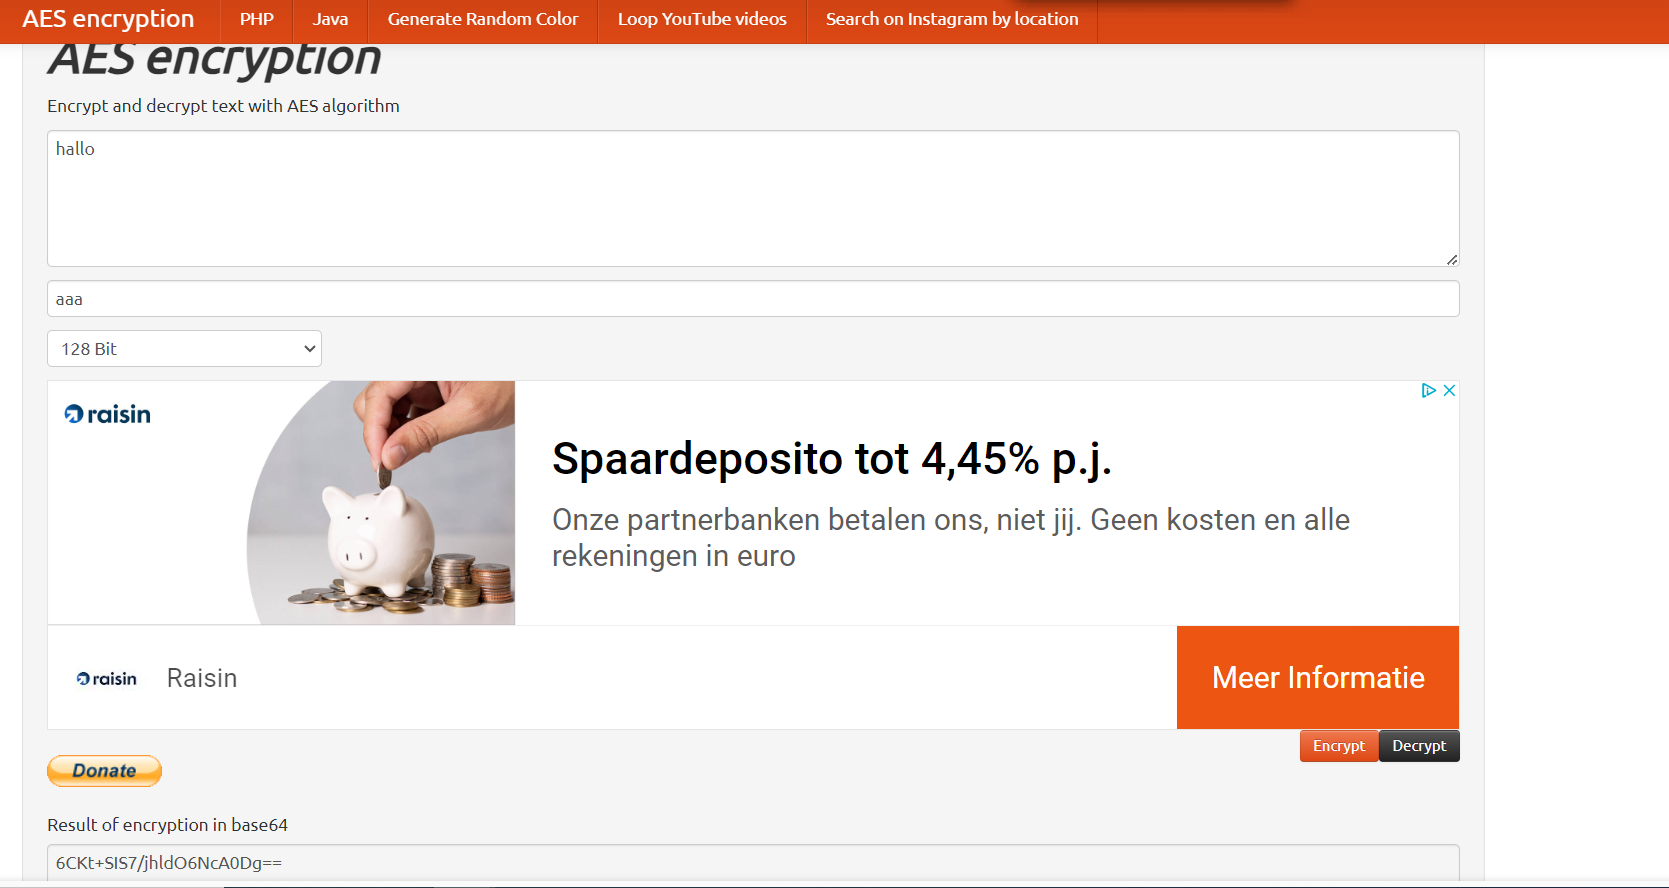 AES encryption
PHP
Java
Generate Random Color
Loop YouTube videos
Search on Instagram by location
AES encryption
Encrypt and decrypt text with AES algorithm
hallo
aaa
128 Bit
raisin
Spaardeposito tot 4,45% p.j.
Onze partnerbanken betalen ons, niet jij. Geen kosten en alle
rekeningen in euro
raisin
Raisin
Meer Informatie
Encrypt
Decrypt
Donate
Result of encryption in base64
6CKt+SIS7/jhldO6NcA0Dg==